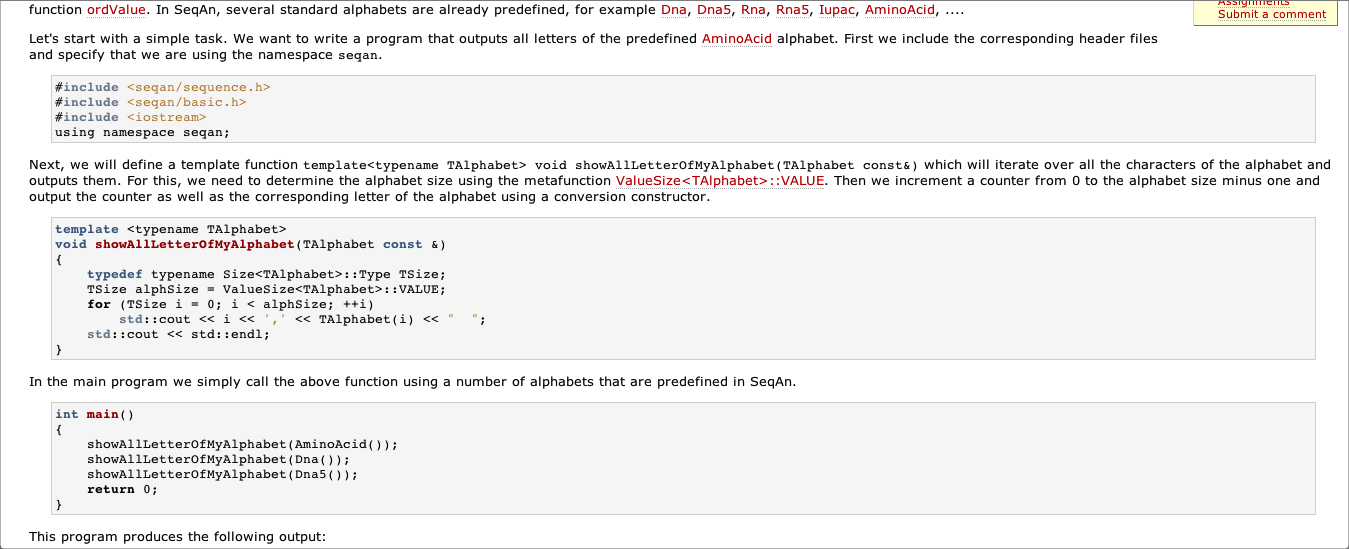 function ordValue. In SeqAn, several standard alphabets are already predefined, for example Dna, Dna5, Rna, Rna5, Iupac, AminoAcid, ....
Assignments
Submit a comment
Let's start with a simple task. We want to write a program that outputs all letters of the predefined AminoAcid alphabet. First we include the corresponding header files
and specify that we are using the namespace seqan.
#include <seqan/sequence.h>
#include <seqan/basic.h>
#include <iostream>
using namespace seqan;
Next, we will define a template function template<typename TAlphabet> void showAllLetterOfMyAlphabet(TAlphabet const&) which will iterate over all the characters of the alphabet and
outputs them. For this, we need to determine the alphabet size using the metafunction ValueSize<TAlphabet>::VALUE. Then we increment a counter from 0 to the alphabet size minus one and
output the counter as well as the corresponding letter of the alphabet using a conversion constructor.
template <typename TAlphabet>
void showAllLetterOfMyAlphabet(TAlphabet const &)
{
    typedef typename Size<TAlphabet>::Type TSize;
    TSize alphSize = ValueSize<TAlphabet>::VALUE;
    for (TSize i = 0; i < alphSize; ++i)
        std::cout << i << ',' << TAlphabet(i) << "  ";
    std::cout << std::endl;
}
In the main program we simply call the above function using a number of alphabets that are predefined in SeqAn.
int main()
{
    showAllLetterOfMyAlphabet(AminoAcid());
    showAllLetterOfMyAlphabet(Dna());
    showAllLetterOfMyAlphabet(Dna5());
    return 0;
}
This program produces the following output: